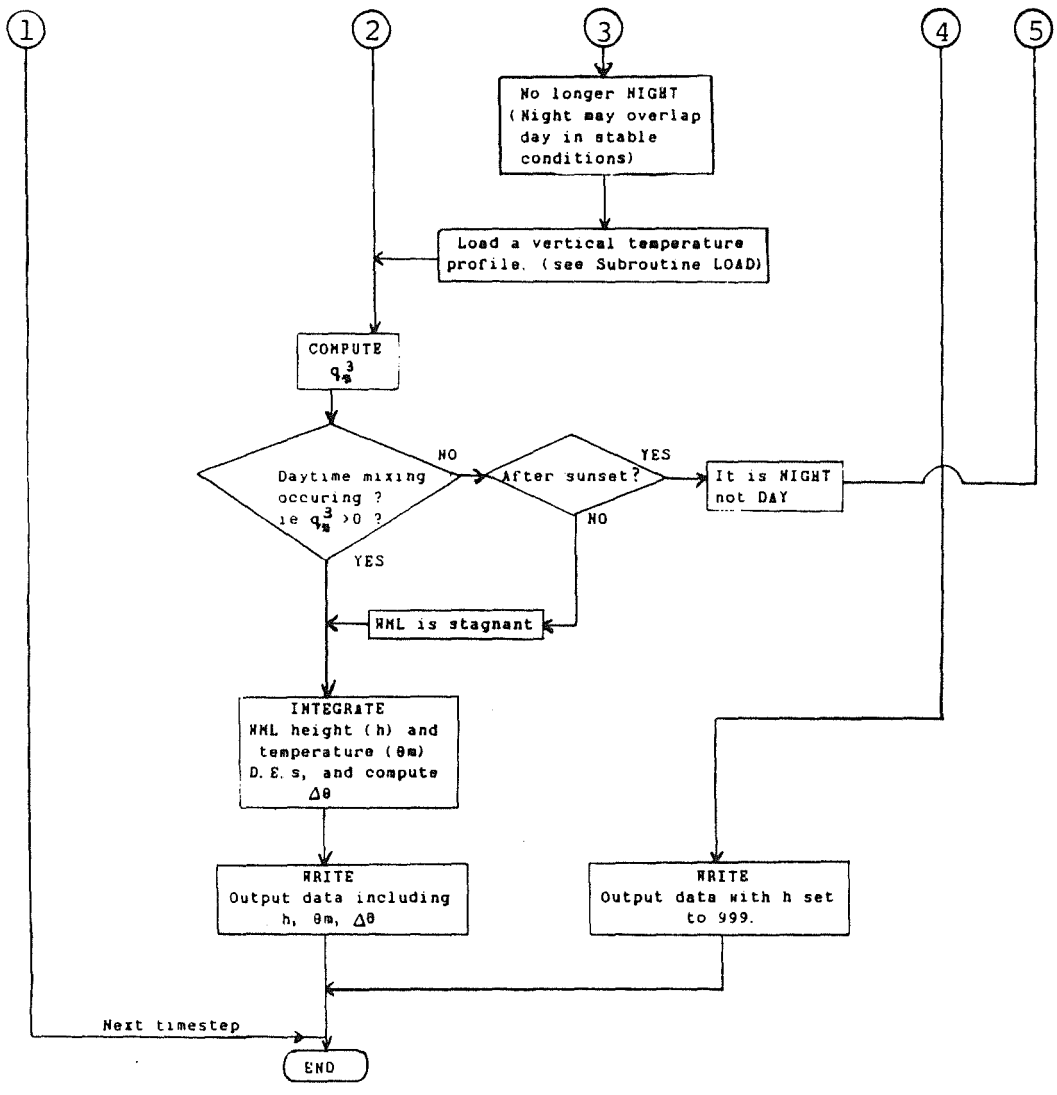 1
2
3
4
5
No longer NIGHT
(Night may overlap
day in stable
conditions)
Load a vertical temperature
profile. (see Subroutine LOAD)
COMPUTE
q*³
Daytime mixing
occuring ?
ie q*³ >0 ?
NO
After sunset?
YES
It is NIGHT
not DAY
NO
YES
WML is stagnant
INTEGRATE
WML height (h) and
temperature (θm)
D.E.s, and compute
Δθ
WRITE
Output data including
h, θm, Δθ
WRITE
Output data with h set
to 999.
Next timestep
END